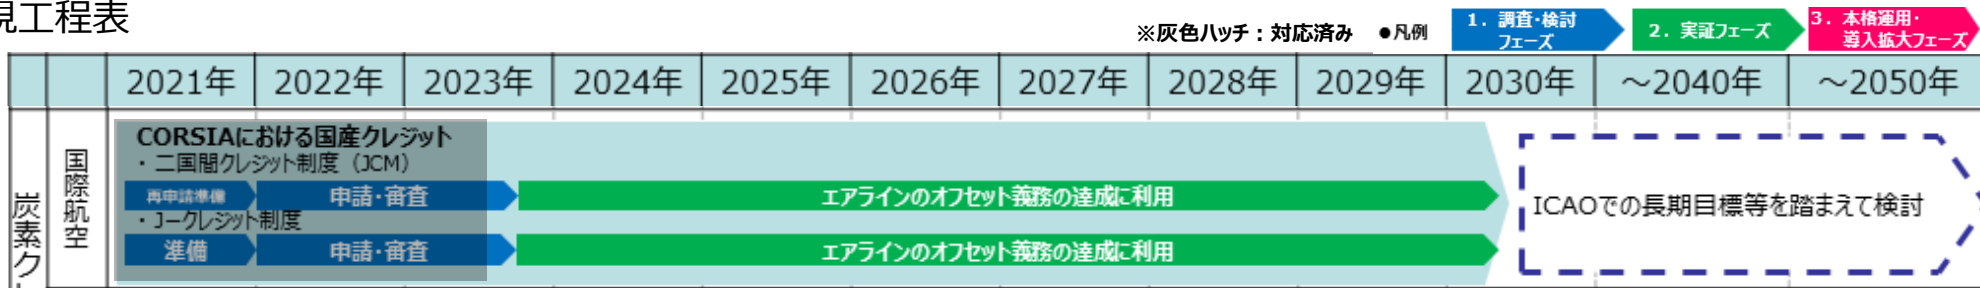 現工程表
※灰色ハッチ：対応済み ●凡例
1．調査・検討
フェーズ
2．実証フェーズ
3．本格運用・
導入拡大フェーズ
2021年 2022年 2023年 2024年 2025年 2026年 2027年 2028年 2029年 2030年 ～2040年 ～2050年
炭素ク
国際航空
CORSIAにおける国産クレジット
・二国間クレジット制度（JCM）
再申請準備 申請・審査 エアラインのオフセット義務の達成に利用
・J－クレジット制度
準備 申請・審査 エアラインのオフセット義務の達成に利用
ICAOでの長期目標等を踏まえて検討